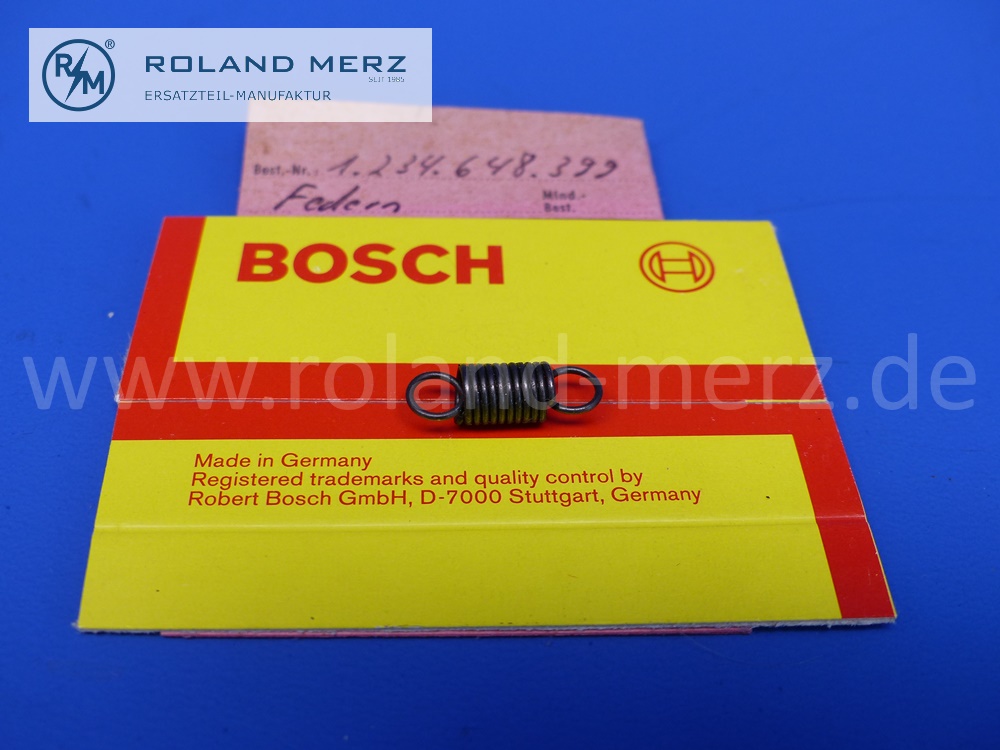 R/M®
ROLAND MERZ
SEIT 1985
ERSATZTEIL-MANUFAKTUR
Best.-Nr.: 1.234.648.399
Federn
Mind.-
Best.
BOSCH
www.roland-merz.de
Made in Germany
Registered trademarks and quality control by
Robert Bosch GmbH, D-7000 Stuttgart, Germany